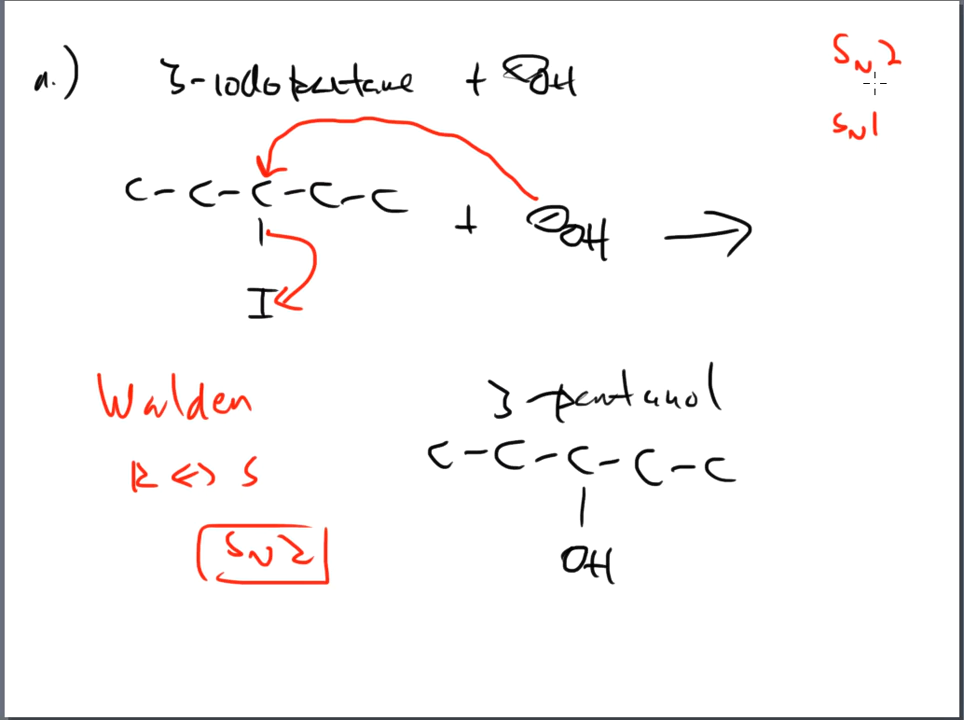 a.) 3-iodopentane + ⊖OH
SN2
SN1
C-C-C-C-C + ⊖OH →
I
Walden
R ↔ S
SN2
3-pentanol
C-C-C-C-C
OH